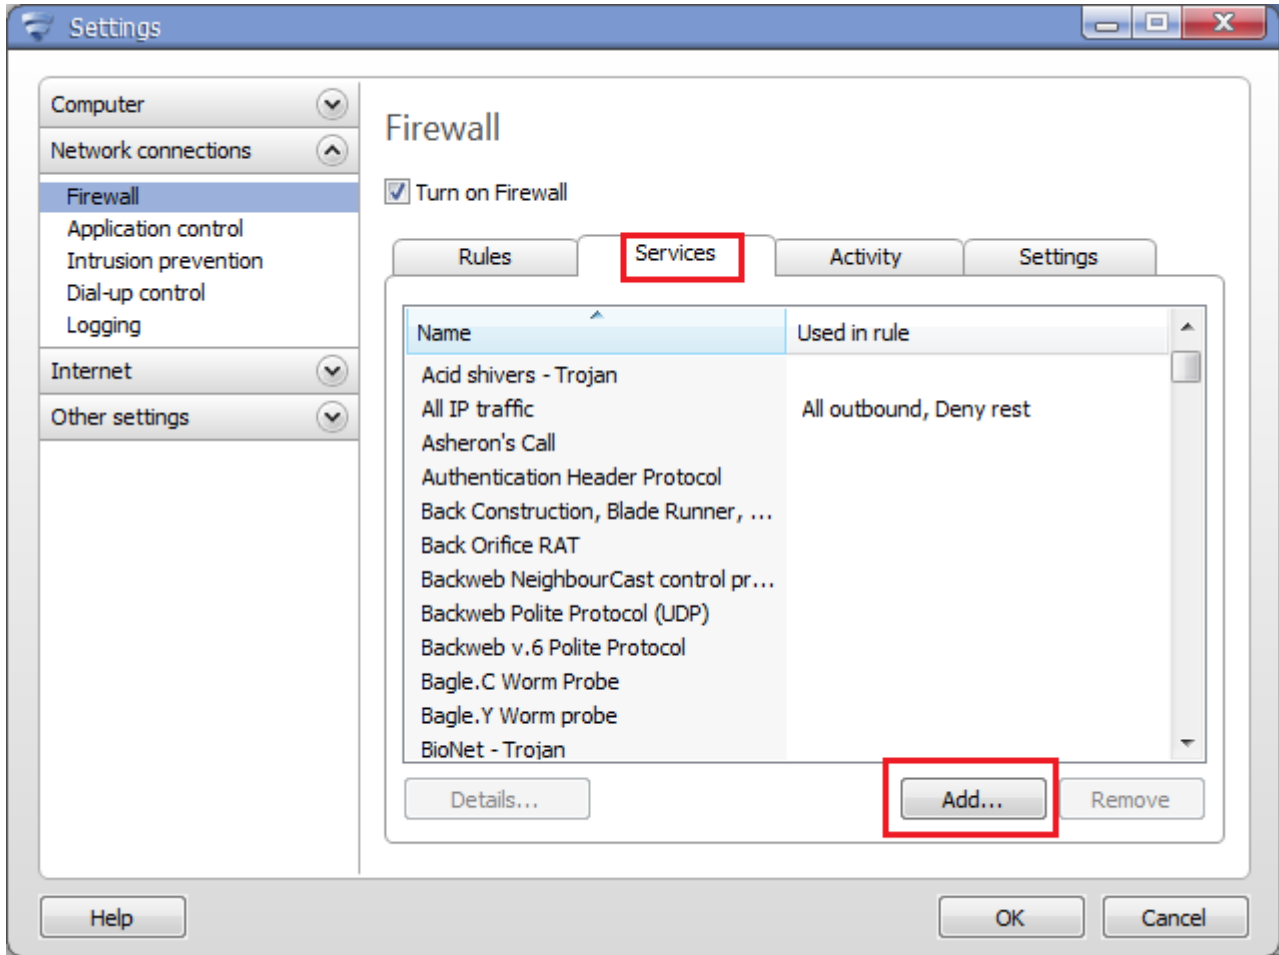 Settings
Computer
Network connections
Firewall
Application control
Intrusion prevention
Dial-up control
Logging
Internet
Other settings
Firewall
Turn on Firewall
Rules Services Activity Settings
Name Used in rule
Acid shivers - Trojan
All IP traffic All outbound, Deny rest
Asheron's Call
Authentication Header Protocol
Back Construction, Blade Runner, ...
Back Orifice RAT
Backweb NeighbourCast control pr...
Backweb Polite Protocol (UDP)
Backweb v.6 Polite Protocol
Bagle.C Worm Probe
Bagle.Y Worm probe
BioNet - Trojan
Details... Add... Remove
Help OK Cancel